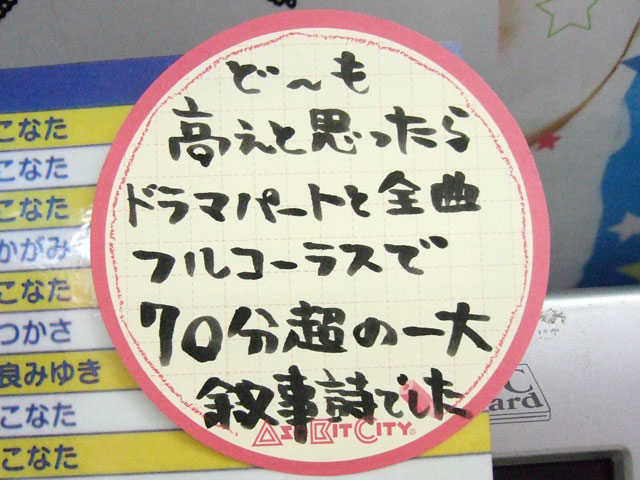 ど〜も
高えと思ったら
ドラマパートと全曲
フルコーラスで
70分超の一大
叙事詩でした
AsoBitCity
こなた
こなた
こなた
かがみ
こなた
つかさ
良みゆき
こなた
こなた